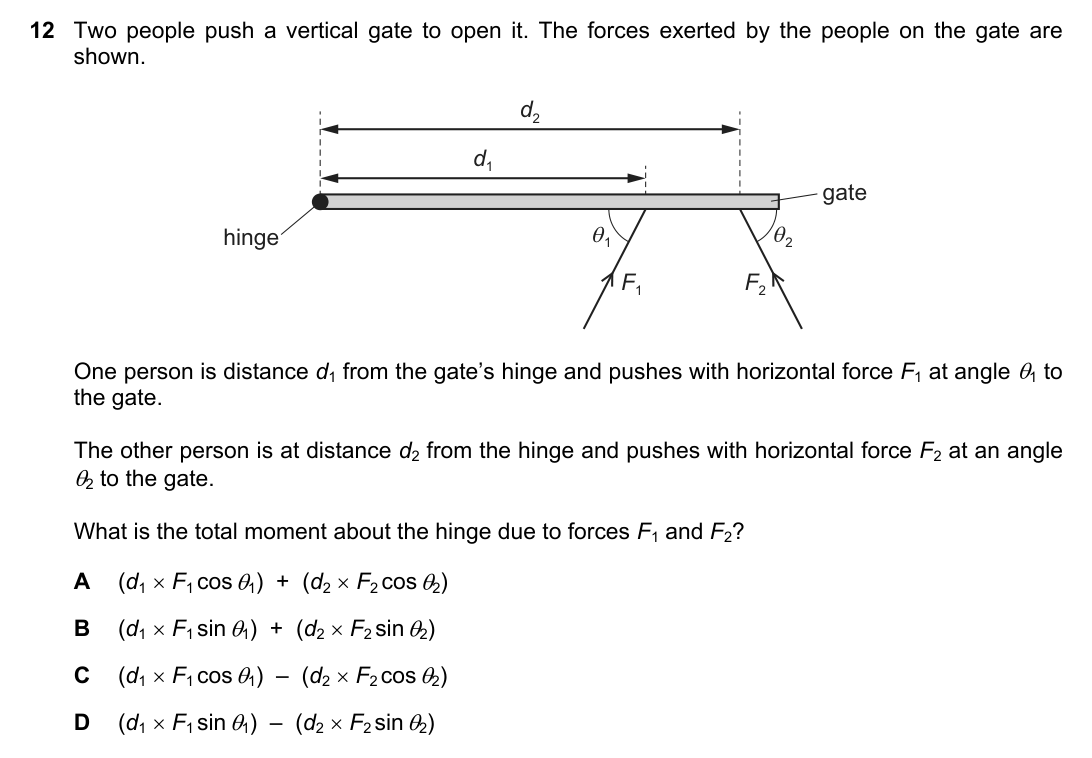 12 Two people push a vertical gate to open it. The forces exerted by the people on the gate are
shown.
d₂
d₁
gate
hinge
θ₁
θ₂
F₁
F₂
One person is distance d₁ from the gate’s hinge and pushes with horizontal force F₁ at angle θ₁ to
the gate.
The other person is at distance d₂ from the hinge and pushes with horizontal force F₂ at an angle
θ₂ to the gate.
What is the total moment about the hinge due to forces F₁ and F₂?
A (d₁ × F₁ cos θ₁) + (d₂ × F₂ cos θ₂)
B (d₁ × F₁ sin θ₁) + (d₂ × F₂ sin θ₂)
C (d₁ × F₁ cos θ₁) − (d₂ × F₂ cos θ₂)
D (d₁ × F₁ sin θ₁) − (d₂ × F₂ sin θ₂)